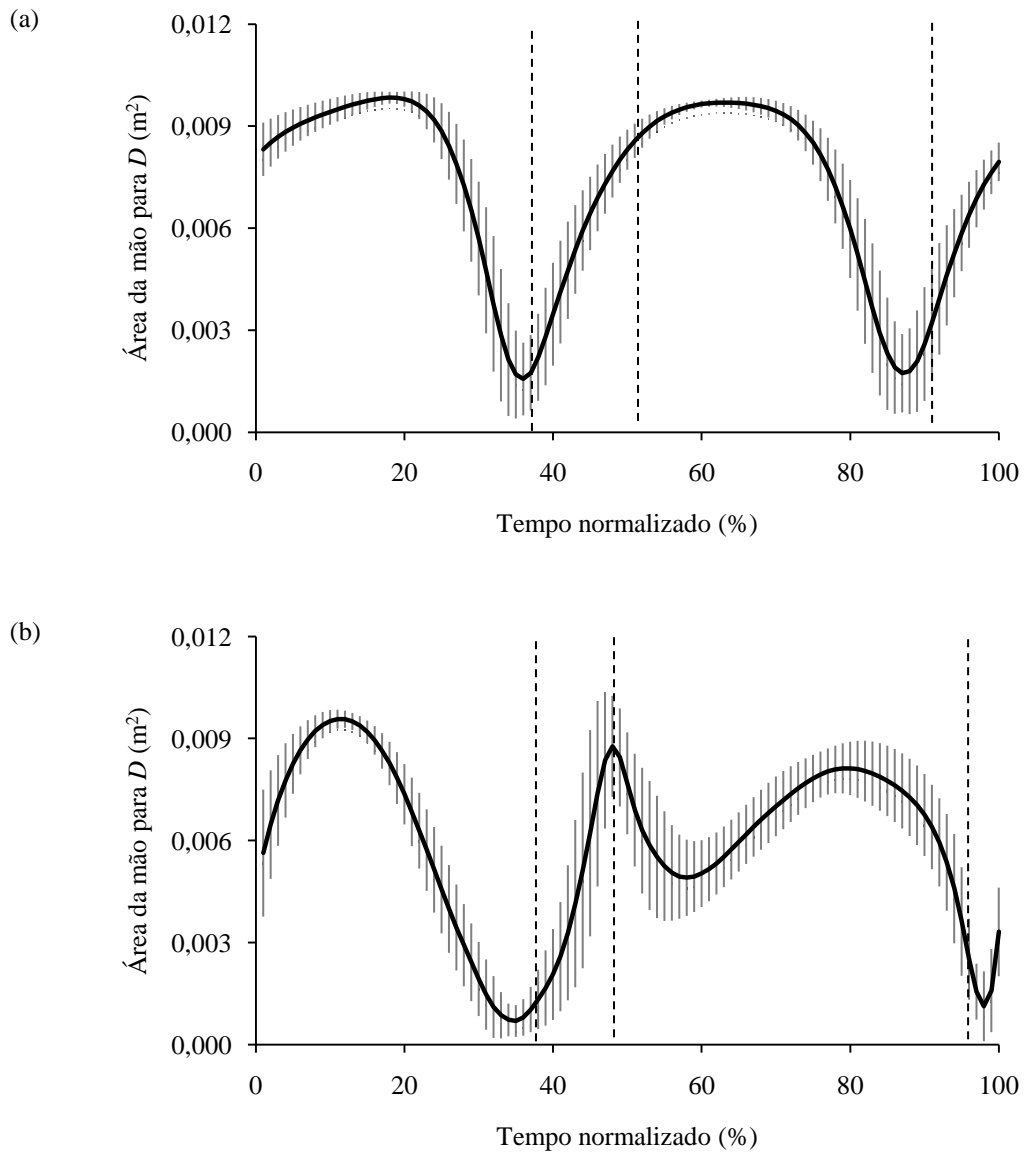 (a)
0,012
0,009
0,006
0,003
0,000
Área da mão para D (m²)
0 20 40 60 80 100
Tempo normalizado (%)
(b)
0,012
0,009
0,006
0,003
0,000
Área da mão para D (m²)
0 20 40 60 80 100
Tempo normalizado (%)